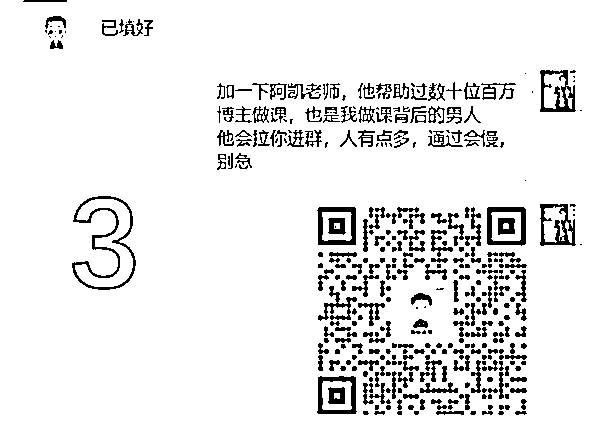 已填好
加一下阿凯老师，他帮助过数十位百万
博主做课，也是我做课背后的男人
他会拉你进群，人有点多，通过会慢，
别急
3